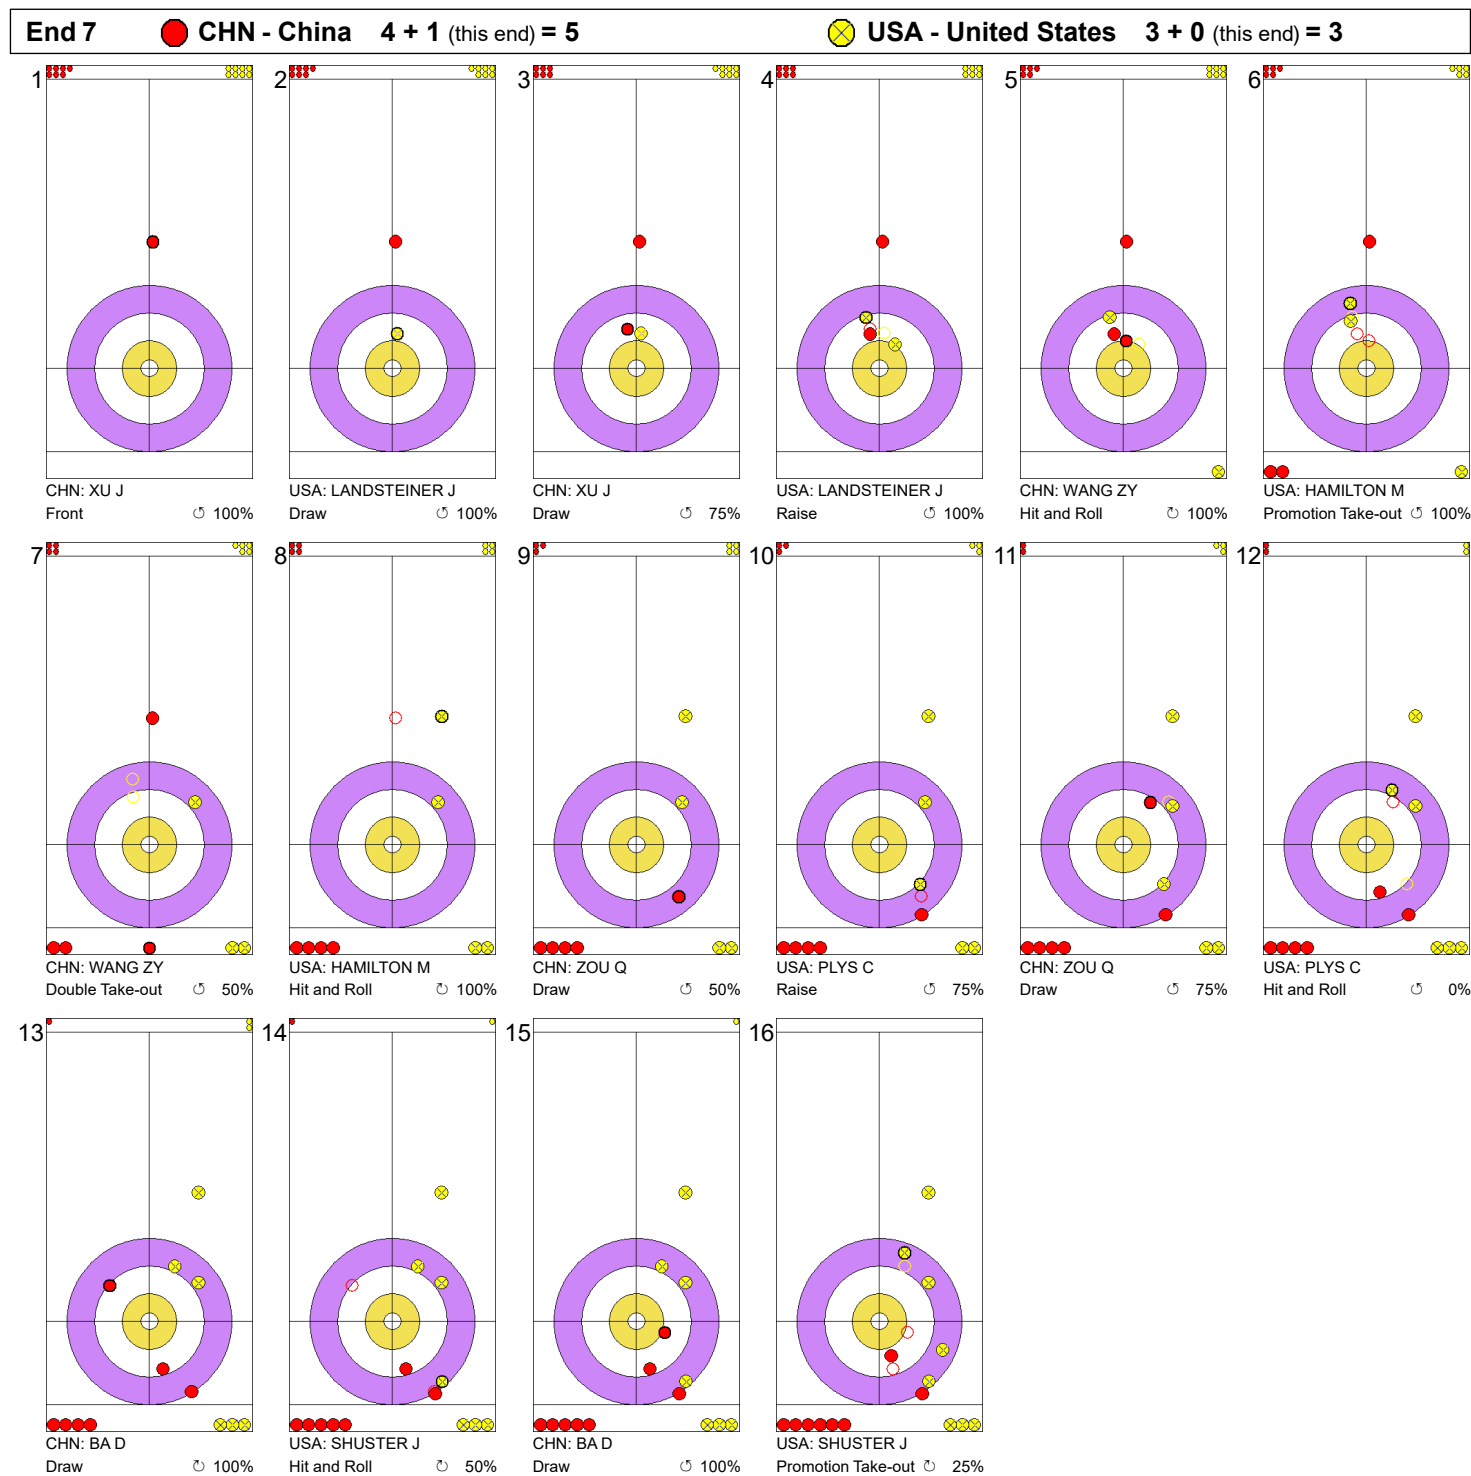 End 7 CHN - China 4 + 1 (this end) = 5 USA - United States 3 + 0 (this end) = 3
1 2 3 4 5 6
CHN: XU J USA: LANDSTEINER J CHN: XU J USA: LANDSTEINER J CHN: WANG ZY USA: HAMILTON M
Front ↺ 100% Draw ↺ 100% Draw ↺ 75% Raise ↺ 100% Hit and Roll ↻ 100% Promotion Take-out ↺ 100%
7 8 9 10 11 12
CHN: WANG ZY USA: HAMILTON M CHN: ZOU Q USA: PLYS C CHN: ZOU Q USA: PLYS C
Double Take-out ↺ 50% Hit and Roll ↻ 100% Draw ↺ 50% Raise ↺ 75% Draw ↺ 75% Hit and Roll ↺ 0%
13 14 15 16
CHN: BA D USA: SHUSTER J CHN: BA D USA: SHUSTER J
Draw ↻ 100% Hit and Roll ↻ 50% Draw ↻ 100% Promotion Take-out ↻ 25%